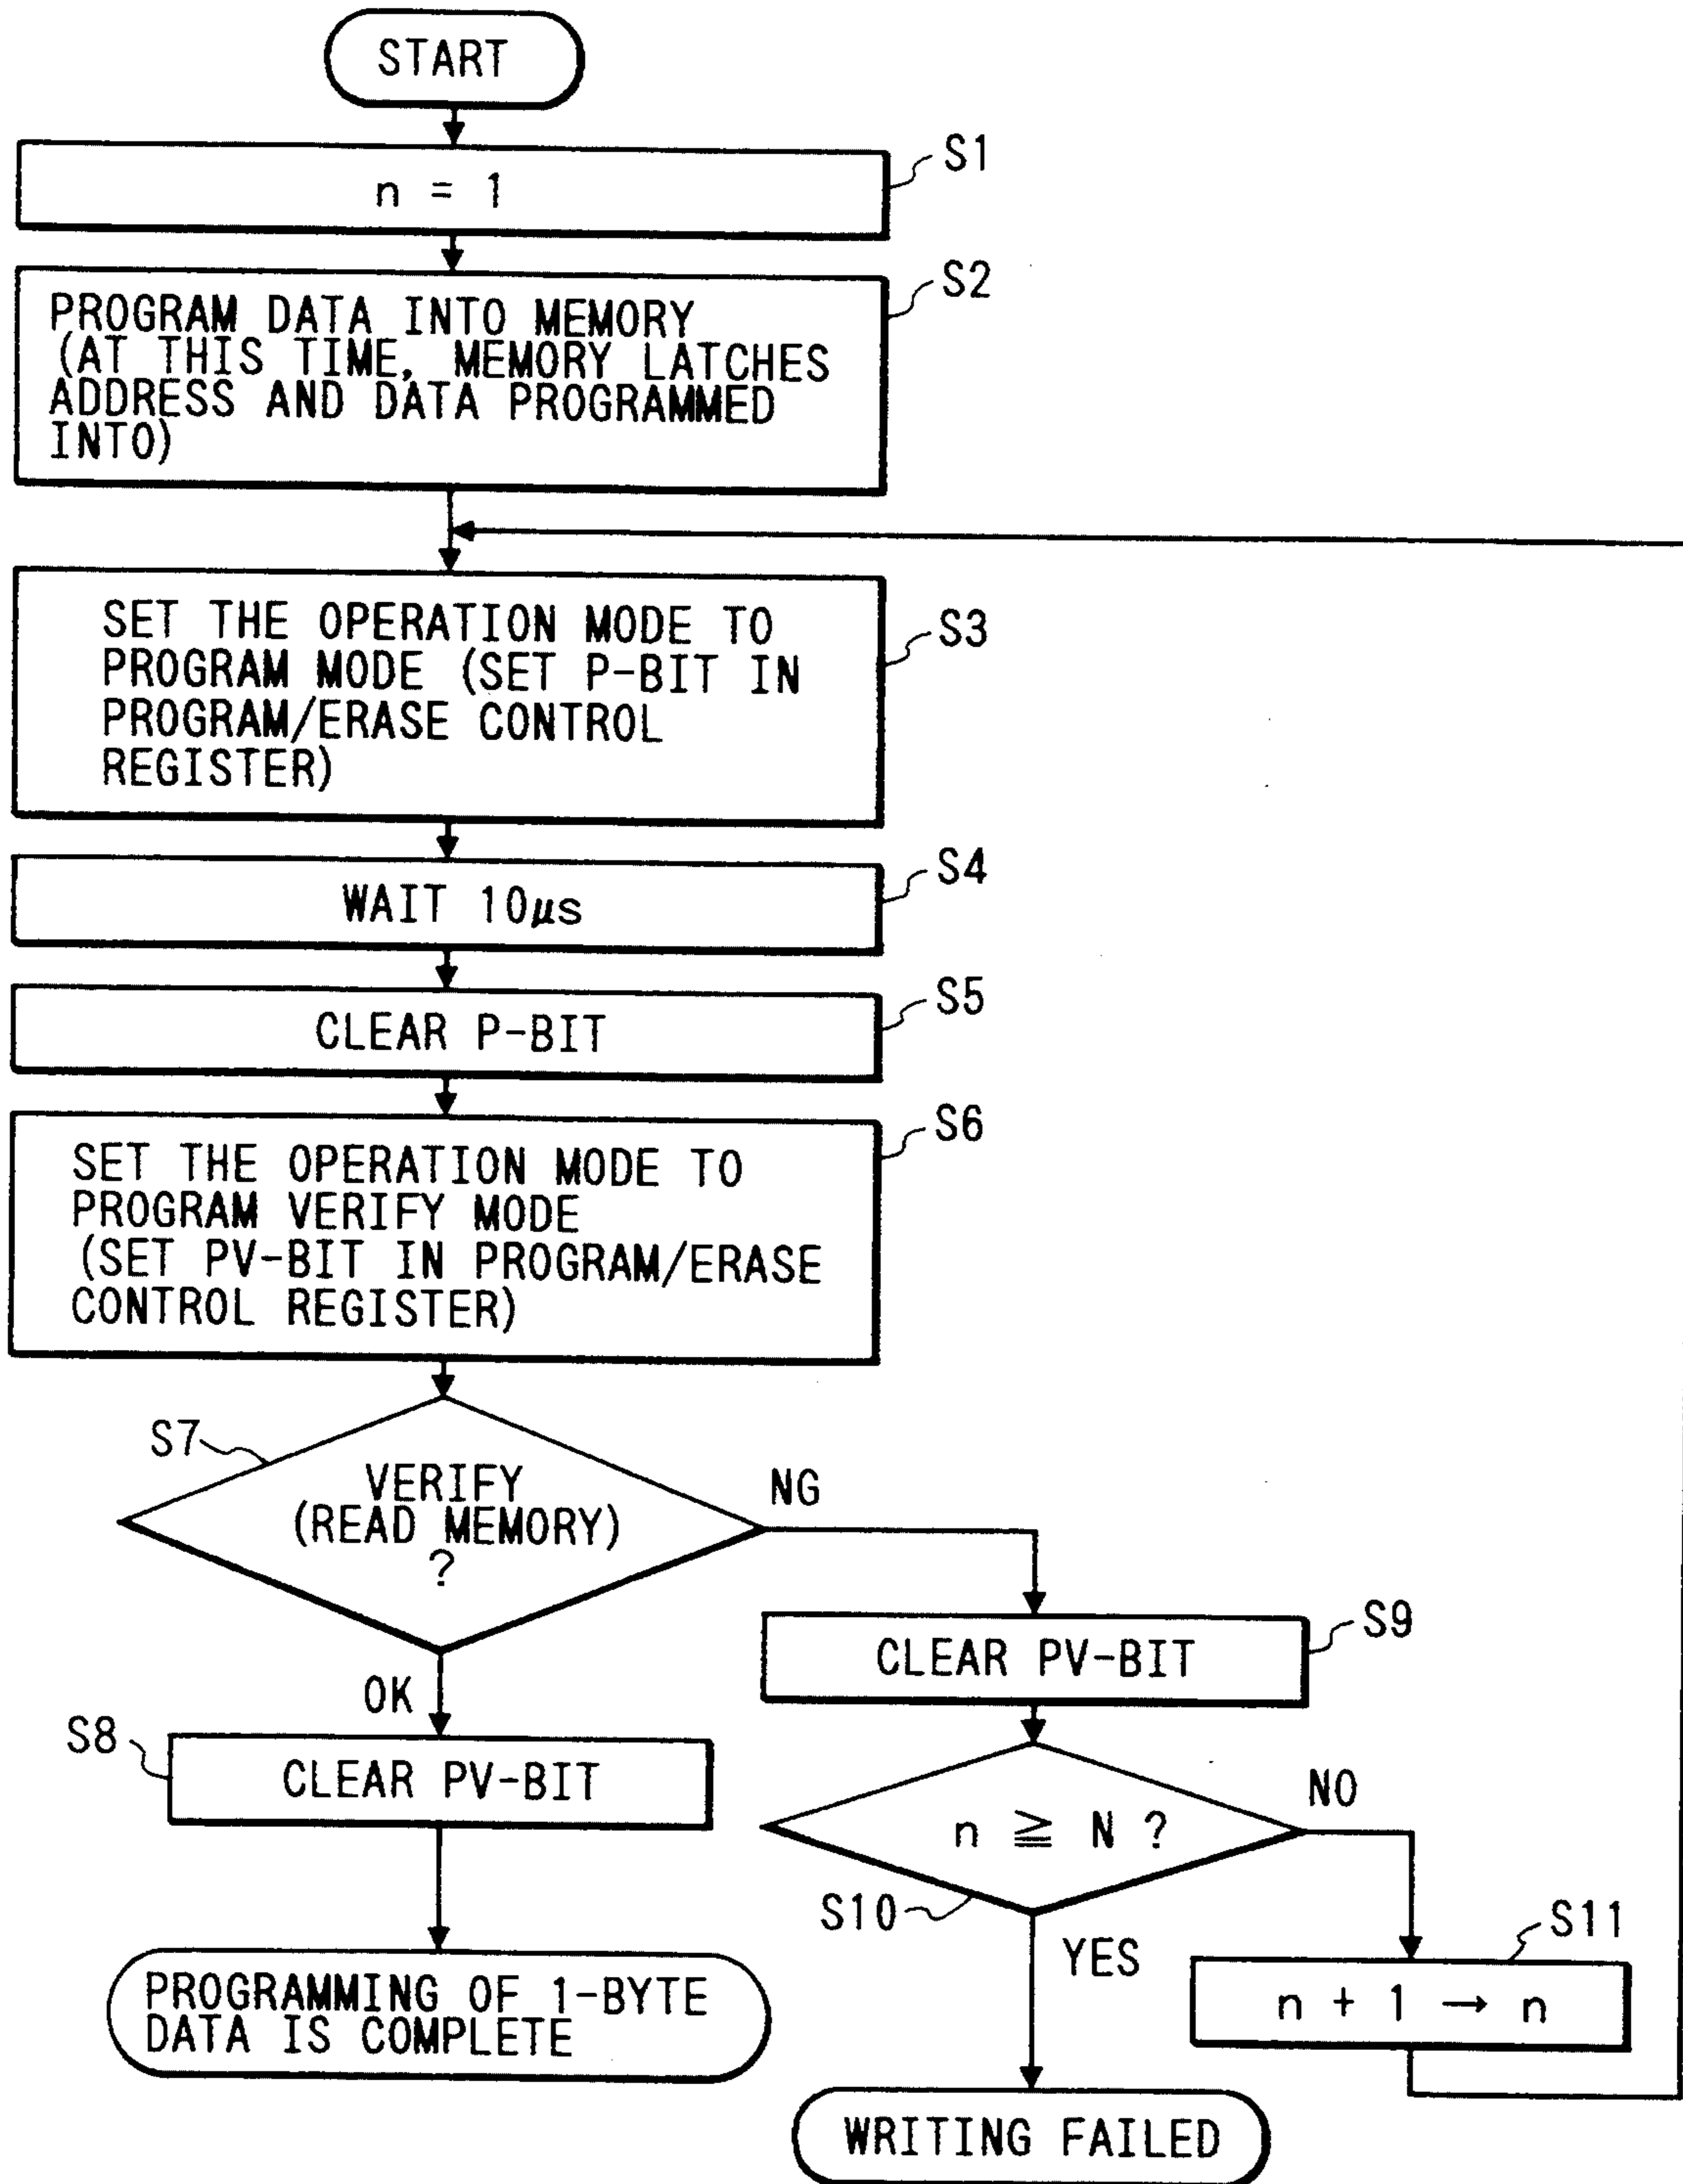 START
S1
n = 1
S2
PROGRAM DATA INTO MEMORY
(AT THIS TIME, MEMORY LATCHES
ADDRESS AND DATA PROGRAMMED
INTO)
S3
SET THE OPERATION MODE TO
PROGRAM MODE (SET P-BIT IN
PROGRAM/ERASE CONTROL
REGISTER)
S4
WAIT 10μs
S5
CLEAR P-BIT
S6
SET THE OPERATION MODE TO
PROGRAM VERIFY MODE
(SET PV-BIT IN PROGRAM/ERASE
CONTROL REGISTER)
S7
VERIFY
(READ MEMORY)
?
NG
OK
S9
CLEAR PV-BIT
S8
CLEAR PV-BIT
n ≧ N ?
NO
S10
YES
S11
n + 1 → n
PROGRAMMING OF 1-BYTE
DATA IS COMPLETE
WRITING FAILED